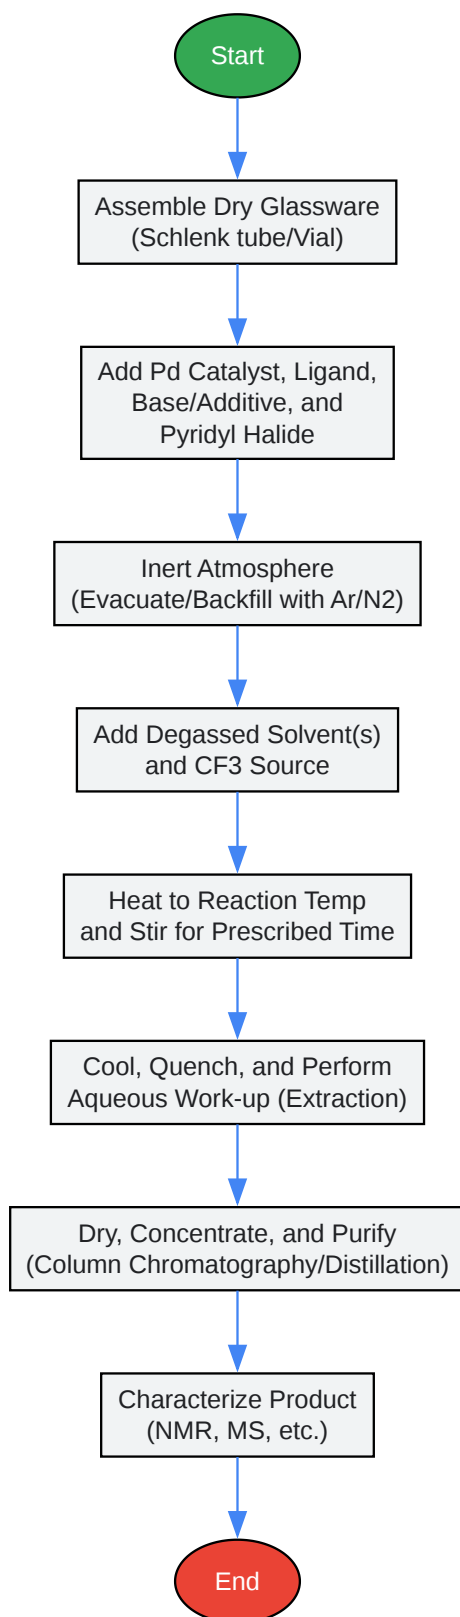 Start
Assemble Dry Glassware
(Schlenk tube/Vial)
Add Pd Catalyst, Ligand,
Base/Additive, and
Pyridyl Halide
Inert Atmosphere
(Evacuate/Backfill with Ar/N2)
Add Degassed Solvent(s)
and CF3 Source
Heat to Reaction Temp
and Stir for Prescribed Time
Cool, Quench, and Perform
Aqueous Work-up (Extraction)
Dry, Concentrate, and Purify
(Column Chromatography/Distillation)
Characterize Product
(NMR, MS, etc.)
End